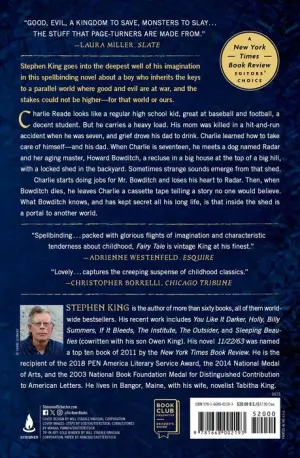 "GOOD, EVIL, A KINGDOM TO SAVE, MONSTERS TO SLAY...
THE STUFF THAT PAGE-TURNERS ARE MADE FROM."
—LAURA MILLER, SLATE
A
New York
Times
Book Review
EDITORS'
CHOICE
Stephen King goes into the deepest well of his imagination
in this spellbinding novel about a boy who inherits the keys
to a parallel world where good and evil are at war, and the
stakes could not be higher—for that world or ours.
Charlie Reade looks like a regular high school kid, great at baseball and football, a
decent student. But he carries a heavy load. His mom was killed in a hit-and-run
accident when he was seven, and grief drove his dad to drink. Charlie learned how to take
care of himself—and his dad. When Charlie is seventeen, he meets a dog named Radar
and her aging master, Howard Bowditch, a recluse in a big house at the top of a big hill,
with a locked shed in the backyard. Sometimes strange sounds emerge from that shed.
Charlie starts doing jobs for Mr. Bowditch and loses his heart to Radar. Then, when
Bowditch dies, he leaves Charlie a cassette tape telling a story no one would believe.
What Bowditch knows, and has kept secret all his long life, is that inside the shed is
a portal to another world.
"Spellbinding...packed with glorious flights of imagination and characteristic
tenderness about childhood, Fairy Tale is vintage King at his finest."
—ADRIENNE WESTENFELD, ESQUIRE
"Lovely...captures the creeping suspense of childhood classics."
—CHRISTOPHER BORRELLI, CHICAGO TRIBUNE
STEPHEN KING is the author of more than sixty books, all of them world-
wide bestsellers. His recent work includes You Like It Darker, Holly, Billy
Summers, If It Bleeds, The Institute, The Outsider, and Sleeping Beau-
ties (cowritten with his son Owen King). His novel 11/22/63 was named
a top ten book of 2011 by the New York Times Book Review. He is the
recipient of the 2018 PEN America Literary Service Award, the 2014 National Medal
of Arts, and the 2003 National Book Foundation Medal for Distinguished Contribution
to American Letters. He lives in Bangor, Maine, with his wife, novelist Tabitha King.
SCRIBNER
BOOK
CLUB
FAVORITES
READER'S
GUIDE
52000